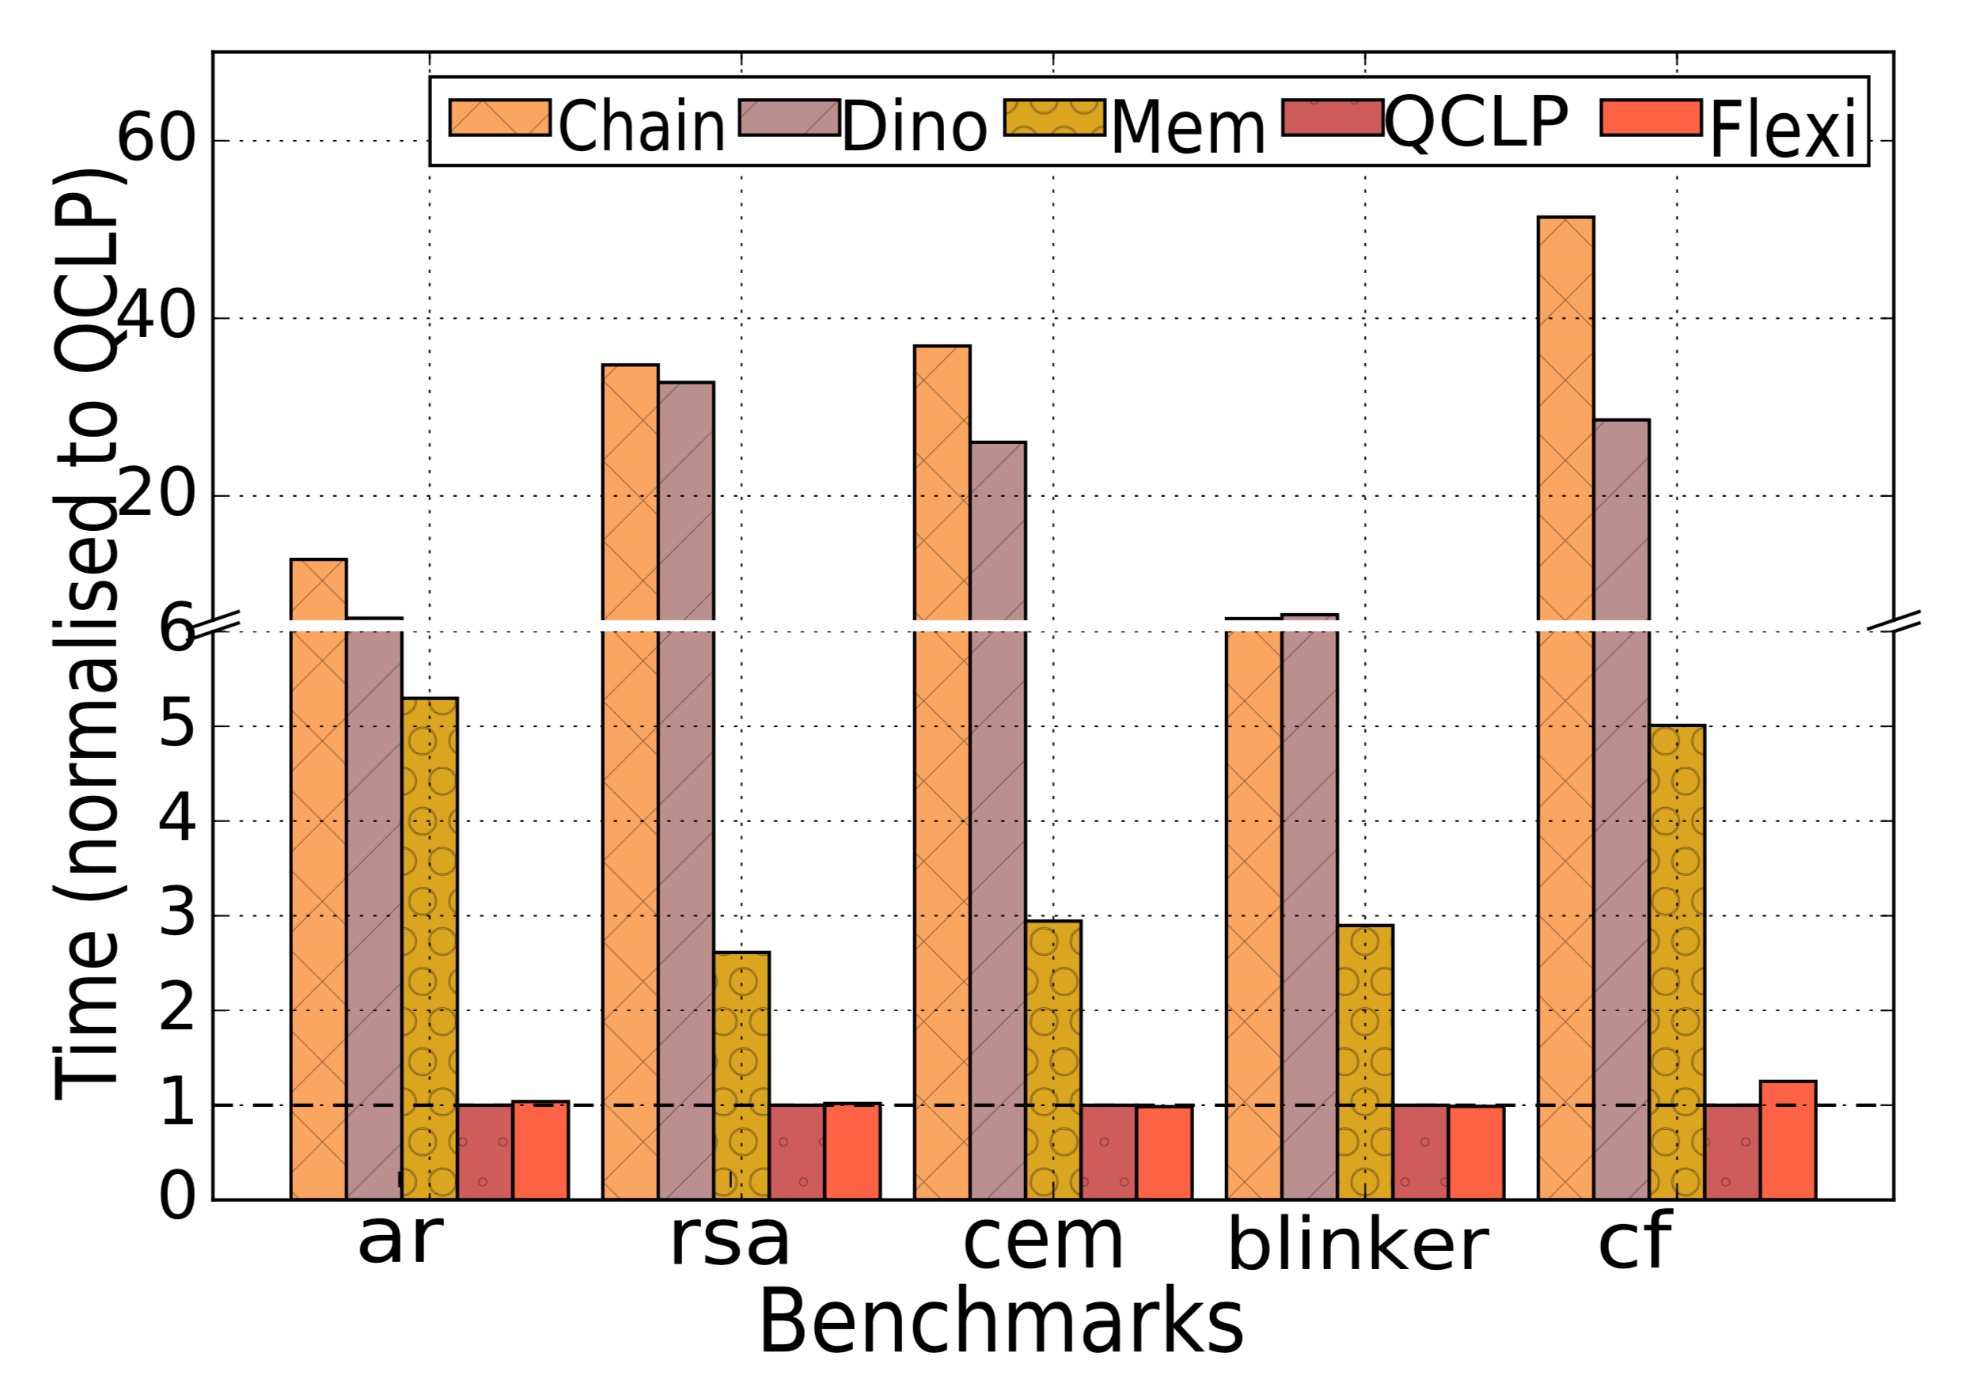 Chain Dino Mem QCLP Flexi
Time (normalised to QCLP)
60
40
20
6
5
4
3
2
1
0
ar rsa cem blinker cf
Benchmarks